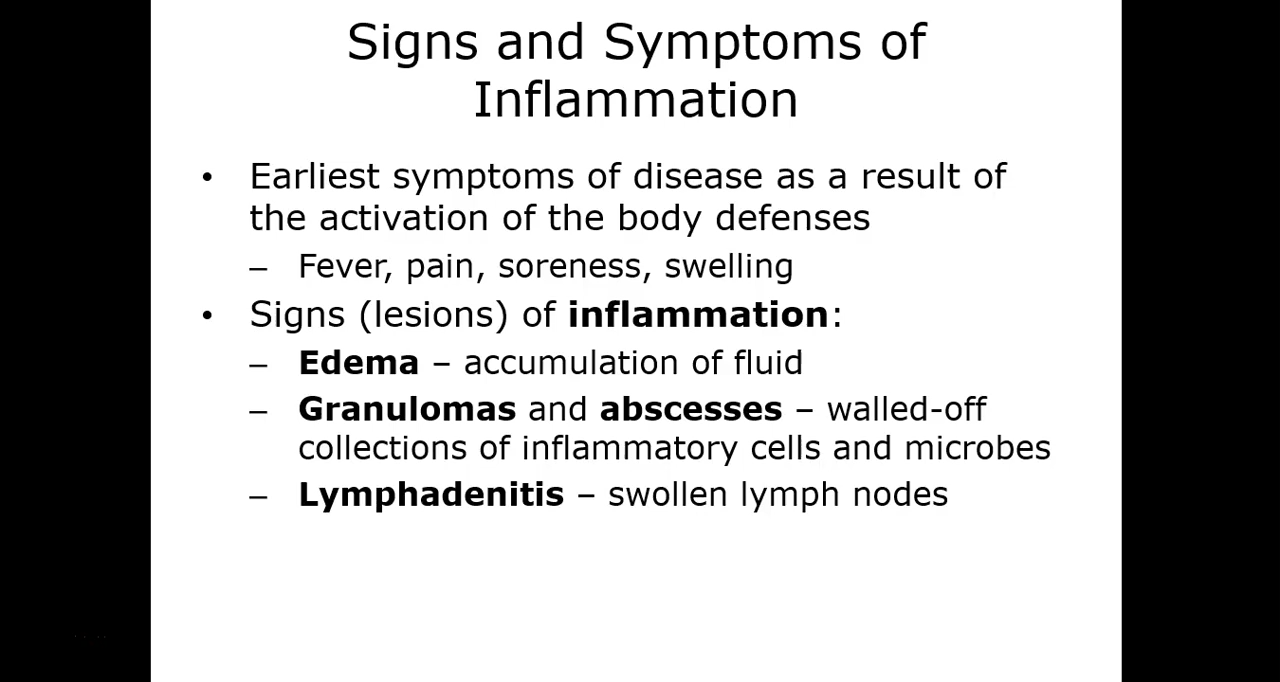 Signs and Symptoms of
Inflammation
• Earliest symptoms of disease as a result of
the activation of the body defenses
– Fever, pain, soreness, swelling
• Signs (lesions) of inflammation:
– Edema – accumulation of fluid
– Granulomas and abscesses – walled-off
collections of inflammatory cells and microbes
– Lymphadenitis – swollen lymph nodes